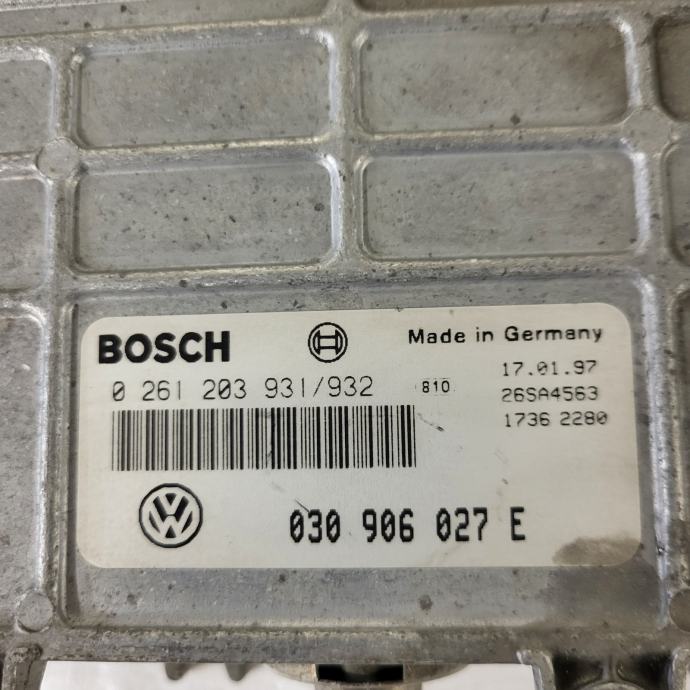 BOSCH
Made in Germany
0 261 203 931/932
810
17.01.97
26SA4563
1736 2280
030 906 027 E